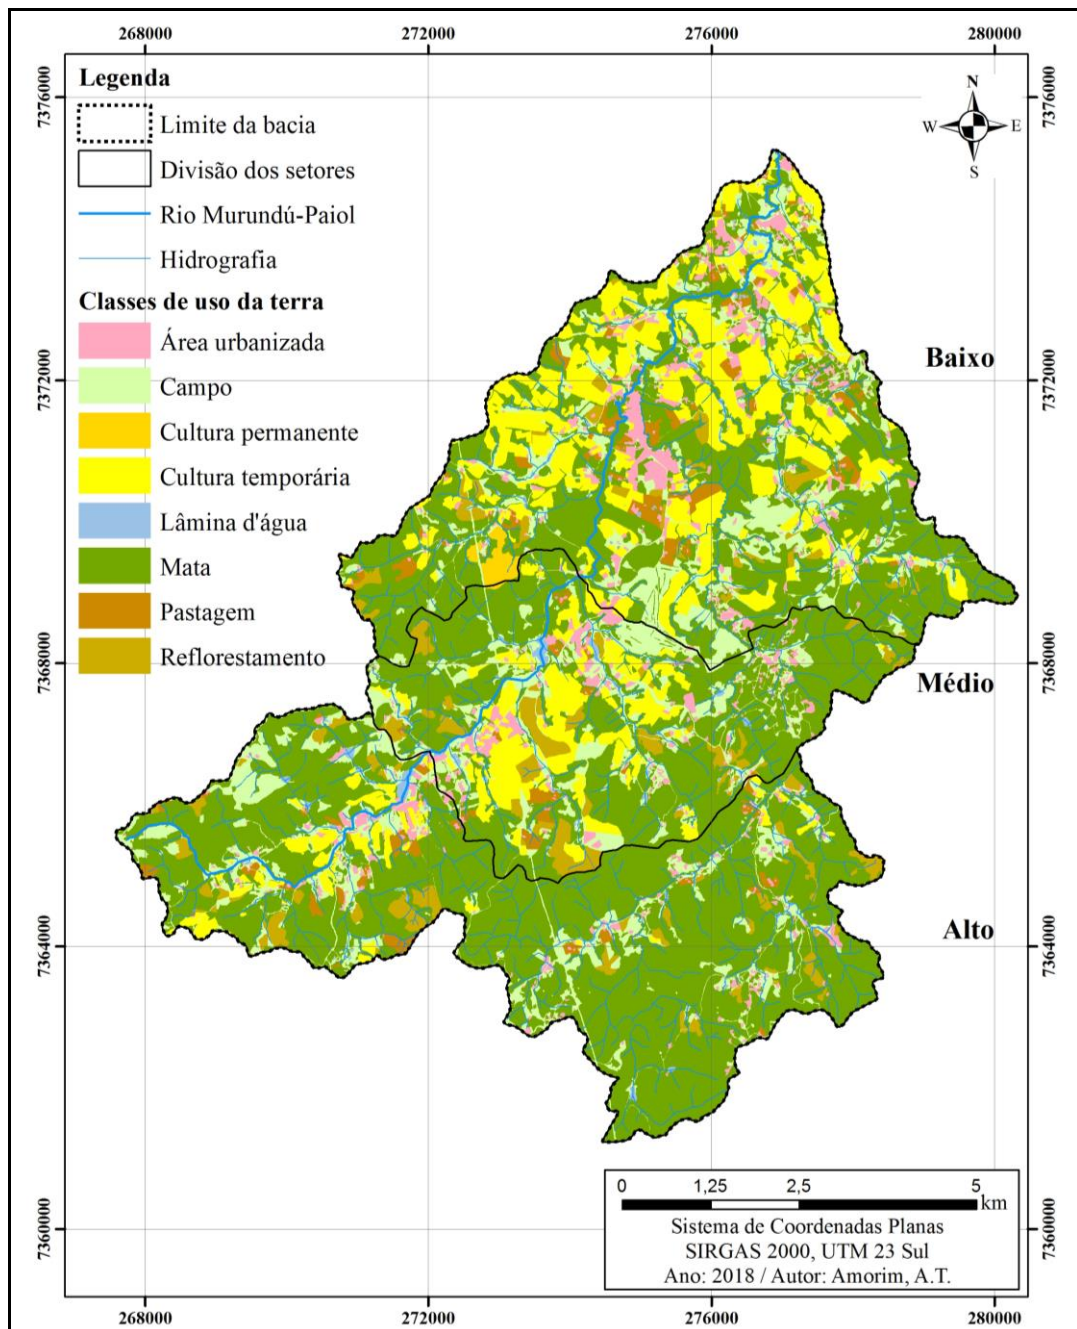 268000 272000 276000 280000
7376000 7376000
Legenda
Limite da bacia
Divisão dos setores
Rio Murundú-Paiol
Hidrografia
Classes de uso da terra
Área urbanizada
Campo
Cultura permanente
Cultura temporária
Lâmina d'água
Mata
Pastagem
Reflorestamento
N
W E
S
Baixo
7372000 7372000
7368000 7368000
Médio
Alto
7364000 7364000
0 1,25 2,5 5
km
Sistema de Coordenadas Planas
SIRGAS 2000, UTM 23 Sul
Ano: 2018 / Autor: Amorim, A.T.
7360000 7360000
268000 272000 276000 280000